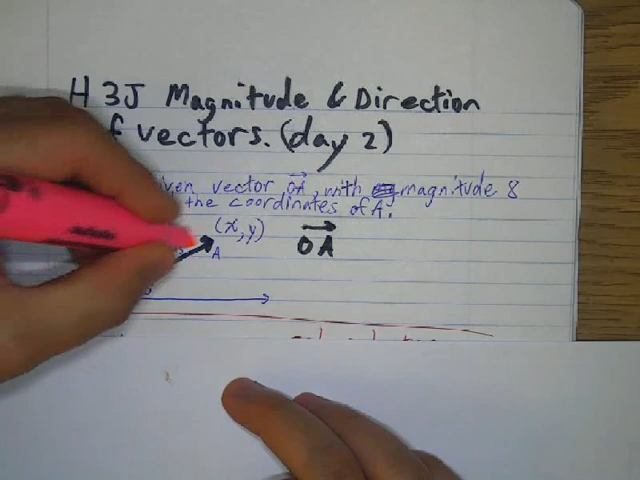 H 3J Magnitude & Direction
f vectors. (day 2)
iven vector OA, with magnitude 8
the coordinates of A.
(x, y)
A
OA